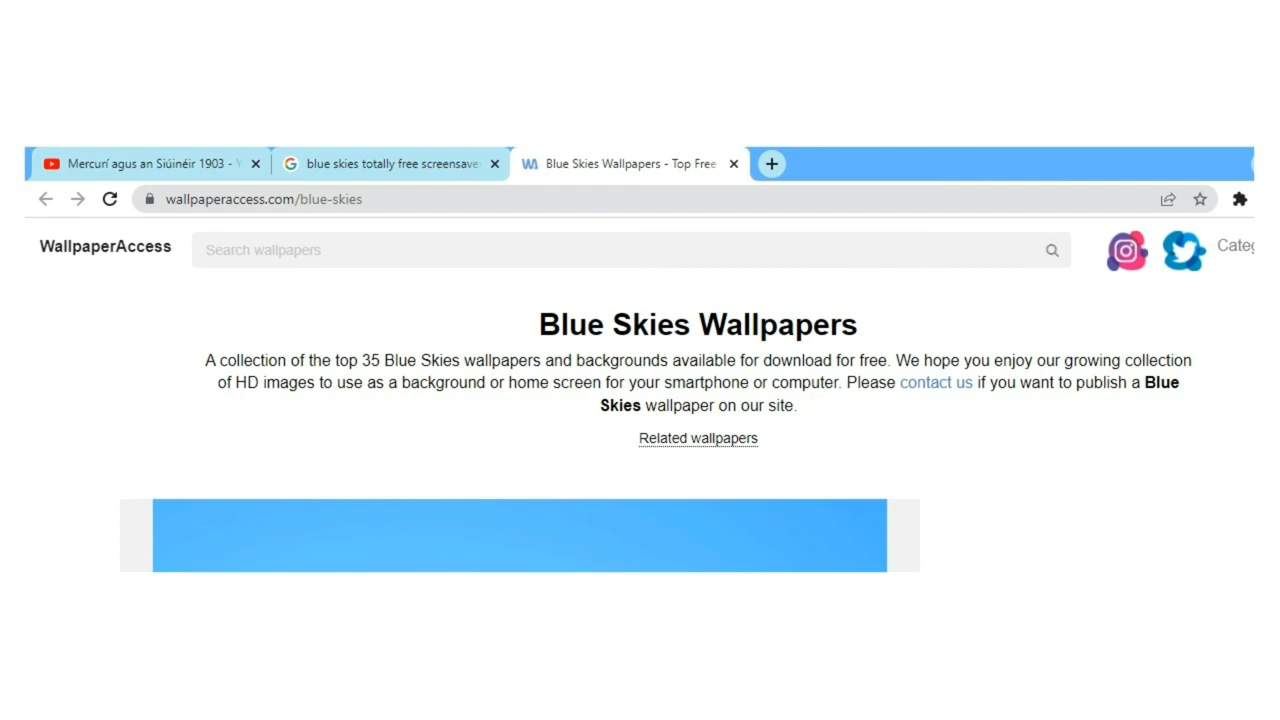 Mercurí agus an Siúinéir 1903 -
blue skies totally free screensave
Blue Skies Wallpapers - Top Free
wallpaperaccess.com/blue-skies
WallpaperAccess
Search wallpapers
Categ
Blue Skies Wallpapers
A collection of the top 35 Blue Skies wallpapers and backgrounds available for download for free. We hope you enjoy our growing collection
of HD images to use as a background or home screen for your smartphone or computer. Please contact us if you want to publish a Blue
Skies wallpaper on our site.
Related wallpapers